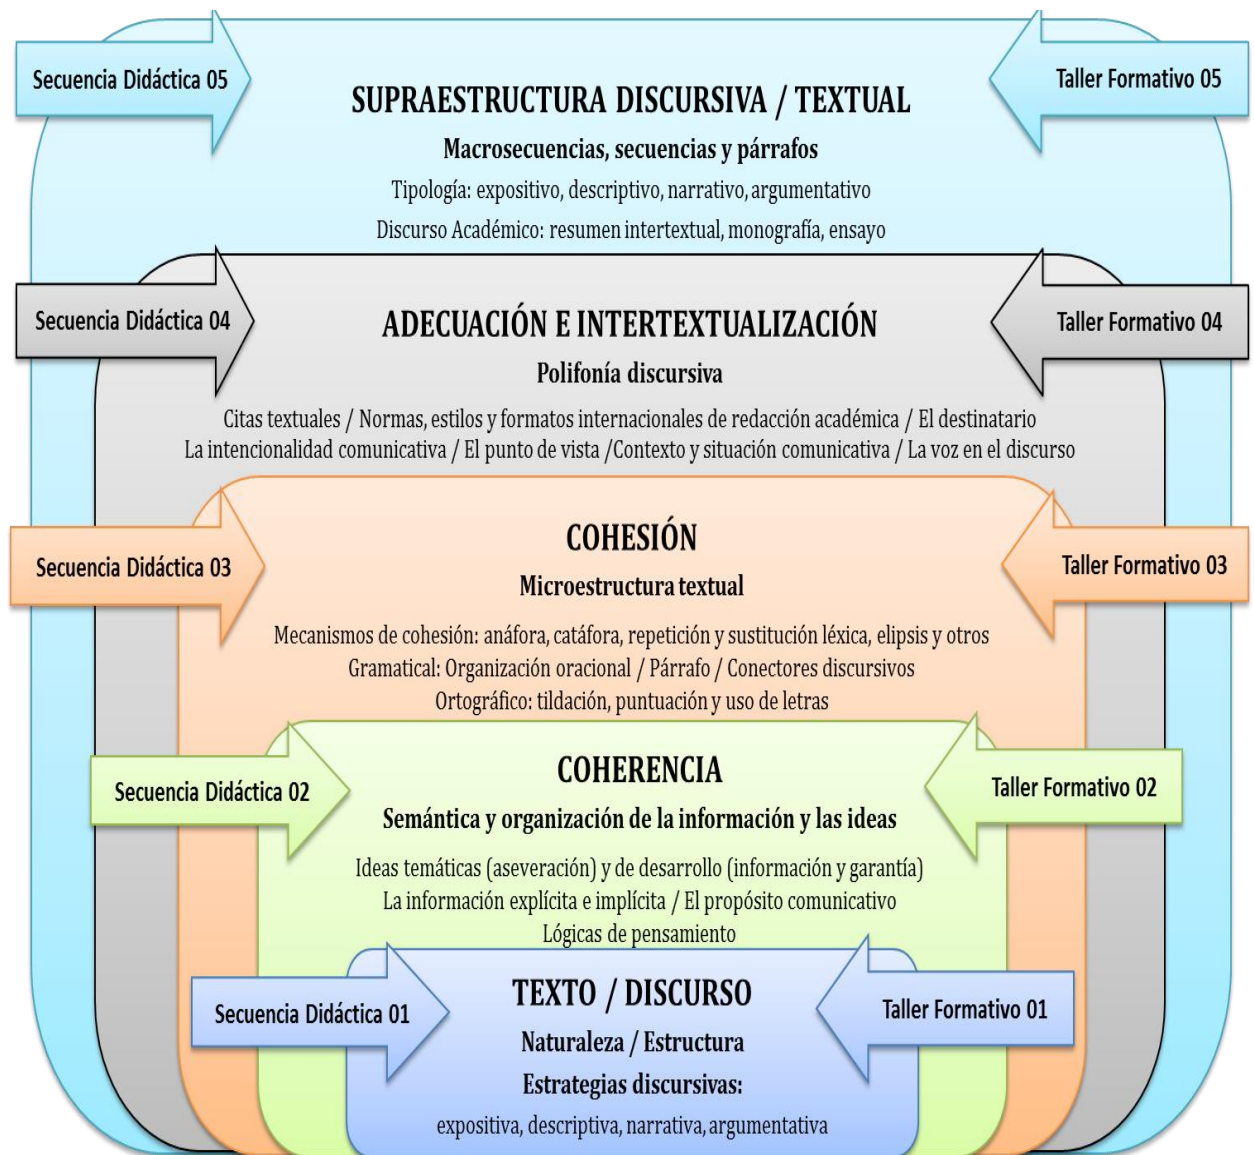 Secuencia Didáctica 05
Taller Formativo 05
SUPRAESTRUCTURA DISCURSIVA / TEXTUAL
Macrosecuencias, secuencias y párrafos
Tipología: expositivo, descriptivo, narrativo, argumentativo
Discurso Académico: resumen intertextual, monografía, ensayo
Secuencia Didáctica 04
Taller Formativo 04
ADECUACIÓN E INTERTEXTUALIZACIÓN
Polifonía discursiva
Citas textuales / Normas, estilos y formatos internacionales de redacción académica / El destinatario
La intencionalidad comunicativa / El punto de vista /Contexto y situación comunicativa / La voz en el discurso
Secuencia Didáctica 03
Taller Formativo 03
COHESIÓN
Microestructura textual
Mecanismos de cohesión: anáfora, catáfora, repetición y sustitución léxica, elipsis y otros
Gramatical: Organización oracional / Párrafo / Conectores discursivos
Ortográfico: tildación, puntuación y uso de letras
Secuencia Didáctica 02
Taller Formativo 02
COHERENCIA
Semántica y organización de la información y las ideas
Ideas temáticas (aseveración) y de desarrollo (información y garantía)
La información explícita e implícita / El propósito comunicativo
Lógicas de pensamiento
Secuencia Didáctica 01
Taller Formativo 01
TEXTO / DISCURSO
Naturaleza / Estructura
Estrategias discursivas:
expositiva, descriptiva, narrativa, argumentativa